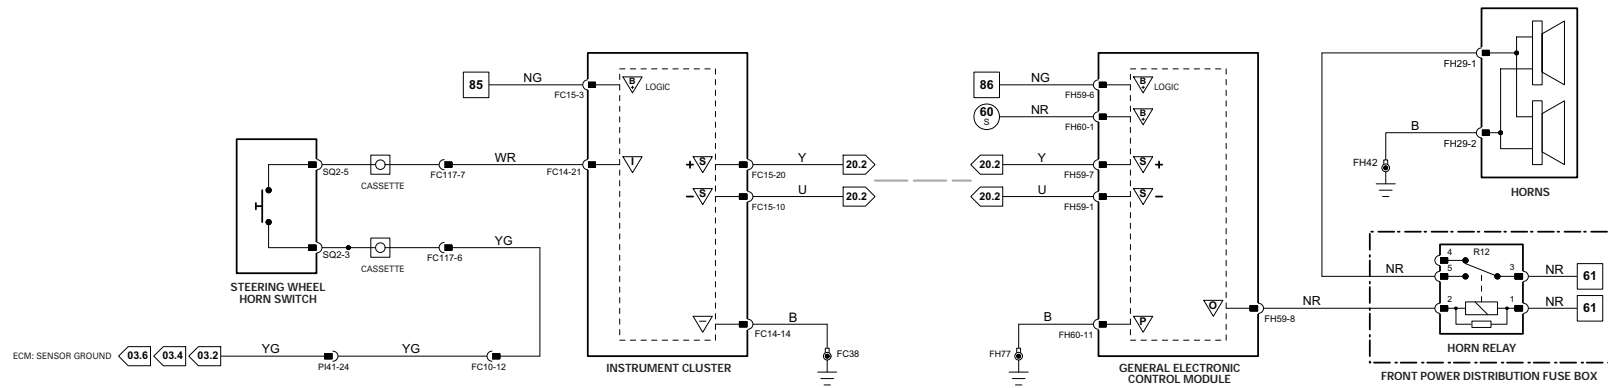 85
NG
FC15-3
B
+
LOGIC
SQ2-5
CASSETTE
FC117-7
WR
FC14-21
I
+
S
FC15-20
Y
20.2
–
S
FC15-10
U
20.2
SQ2-3
CASSETTE
FC117-6
YG
STEERING WHEEL
HORN SWITCH
–
FC14-14
B
FC38
ECM: SENSOR GROUND
03.6
03.4
03.2
YG
PI41-24
YG
FC10-12
INSTRUMENT CLUSTER
86
NG
FH59-6
B
+
LOGIC
60
S
NR
FH60-1
B
+
20.2
Y
FH59-7
S
+
20.2
U
FH59-1
S
–
O
FH59-8
NR
B
FH60-11
P
FH77
GENERAL ELECTRONIC
CONTROL MODULE
FH29-1
B
FH29-2
FH42
HORNS
NR
4
R12
5
3
NR
61
2
1
NR
61
HORN RELAY
FRONT POWER DISTRIBUTION FUSE BOX